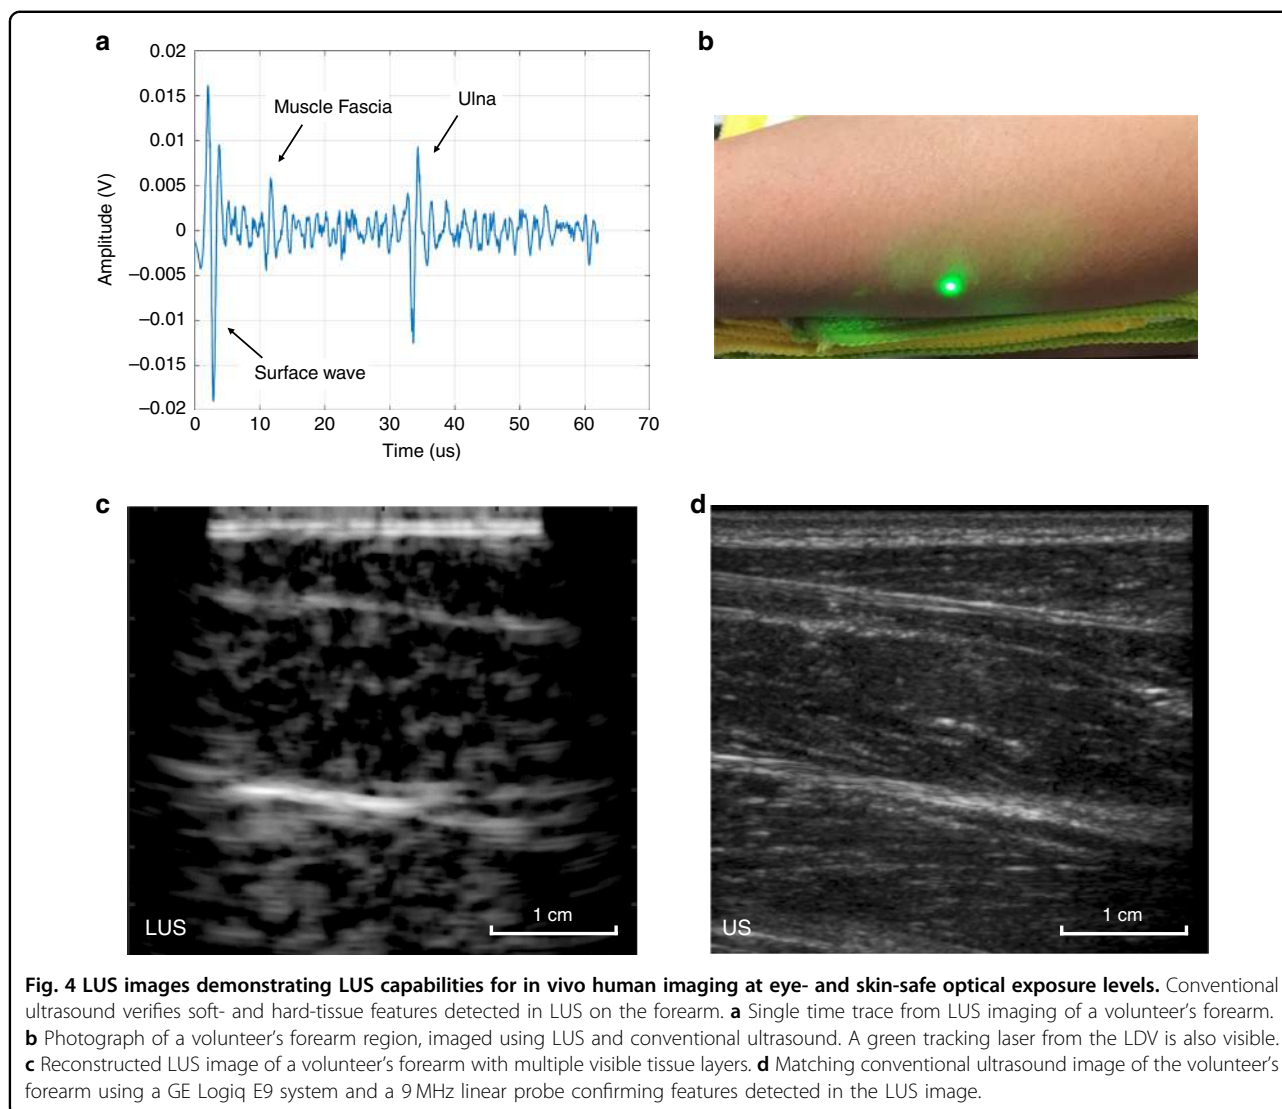 a
b
0.02
0.015
0.01
0.005
0
−0.005
−0.01
−0.015
−0.02
Amplitude (V)
Muscle Fascia
Ulna
Surface wave
0 10 20 30 40 50 60 70
Time (us)
c
d
LUS
1 cm
US
1 cm
Fig. 4 LUS images demonstrating LUS capabilities for in vivo human imaging at eye- and skin-safe optical exposure levels. Conventional
ultrasound verifies soft- and hard-tissue features detected in LUS on the forearm. a Single time trace from LUS imaging of a volunteer's forearm.
b Photograph of a volunteer's forearm region, imaged using LUS and conventional ultrasound. A green tracking laser from the LDV is also visible.
c Reconstructed LUS image of a volunteer's forearm with multiple visible tissue layers. d Matching conventional ultrasound image of the volunteer's
forearm using a GE Logiq E9 system and a 9 MHz linear probe confirming features detected in the LUS image.